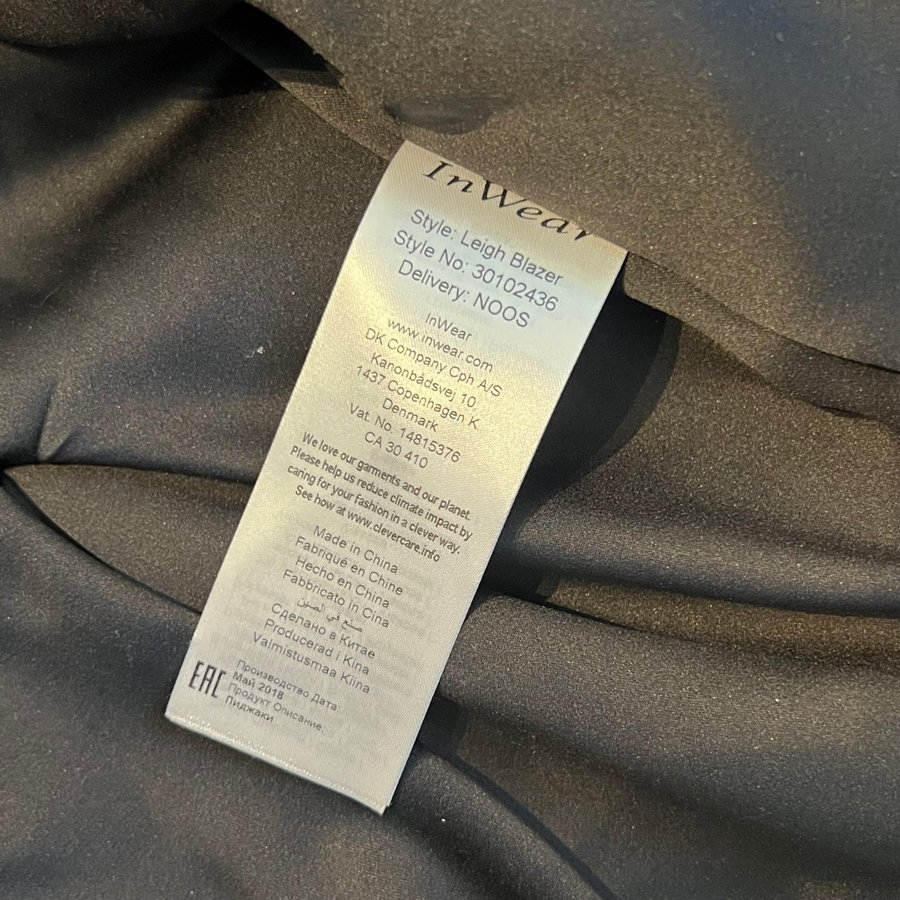 InWear
Style: Leigh Blazer
Style No: 30102436
Delivery: NOOS
InWear
www.inwear.com
DK Company Cph A/S
Kanonbådsvej 10,
1437 Copenhagen K.
Denmark
Vat. No. 14815376
CA 30 410
We love our garments and our planet.
Please help us reduce climate impact by
caring for your fashion in a clever way.
See how at www.clevercare.info
Made in China
Fabriqué en Chine
Hecho en China
Fabbricato in Cina
صنع في الصين
Сделано в Китае
Producerad i Kina
Valmistusmaa Kiina
EAC
Производство Дата
Май 2018
Продукт Описание.
Пиджаки